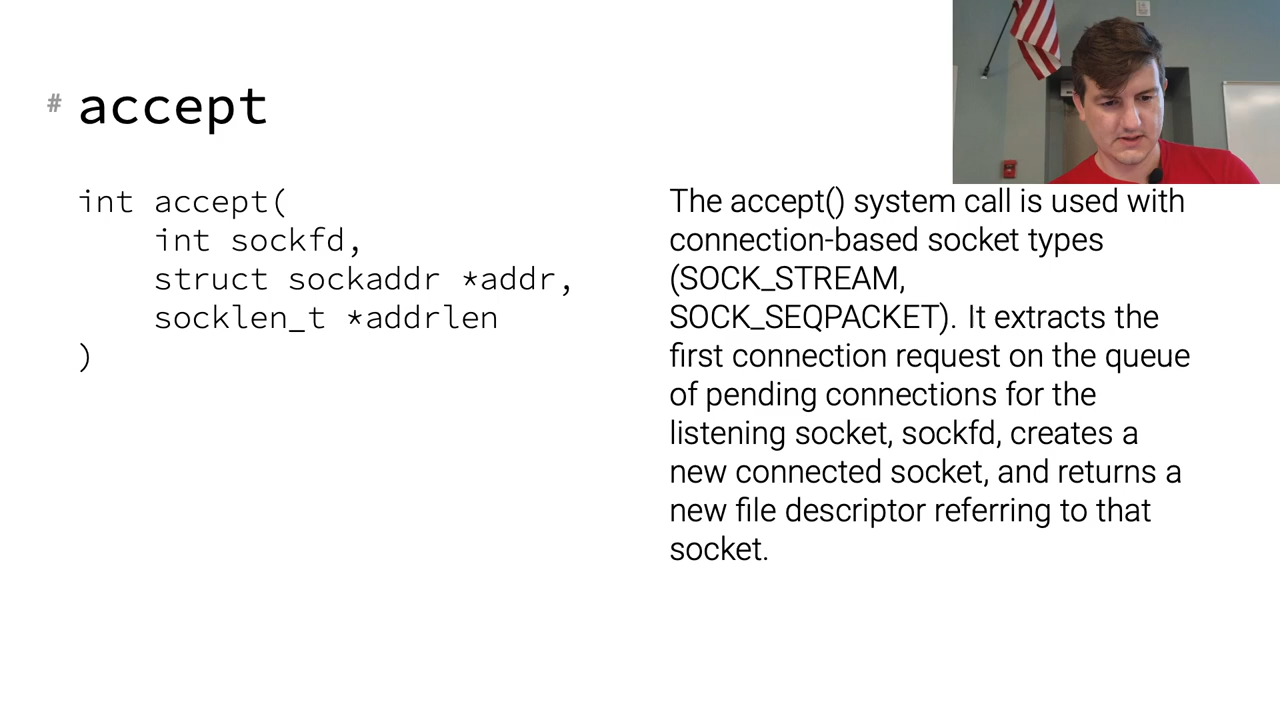 # accept
int accept(
    int sockfd,
    struct sockaddr *addr,
    socklen_t *addrlen
)
The accept() system call is used with
connection-based socket types
(SOCK_STREAM,
SOCK_SEQPACKET). It extracts the
first connection request on the queue
of pending connections for the
listening socket, sockfd, creates a
new connected socket, and returns a
new file descriptor referring to that
socket.